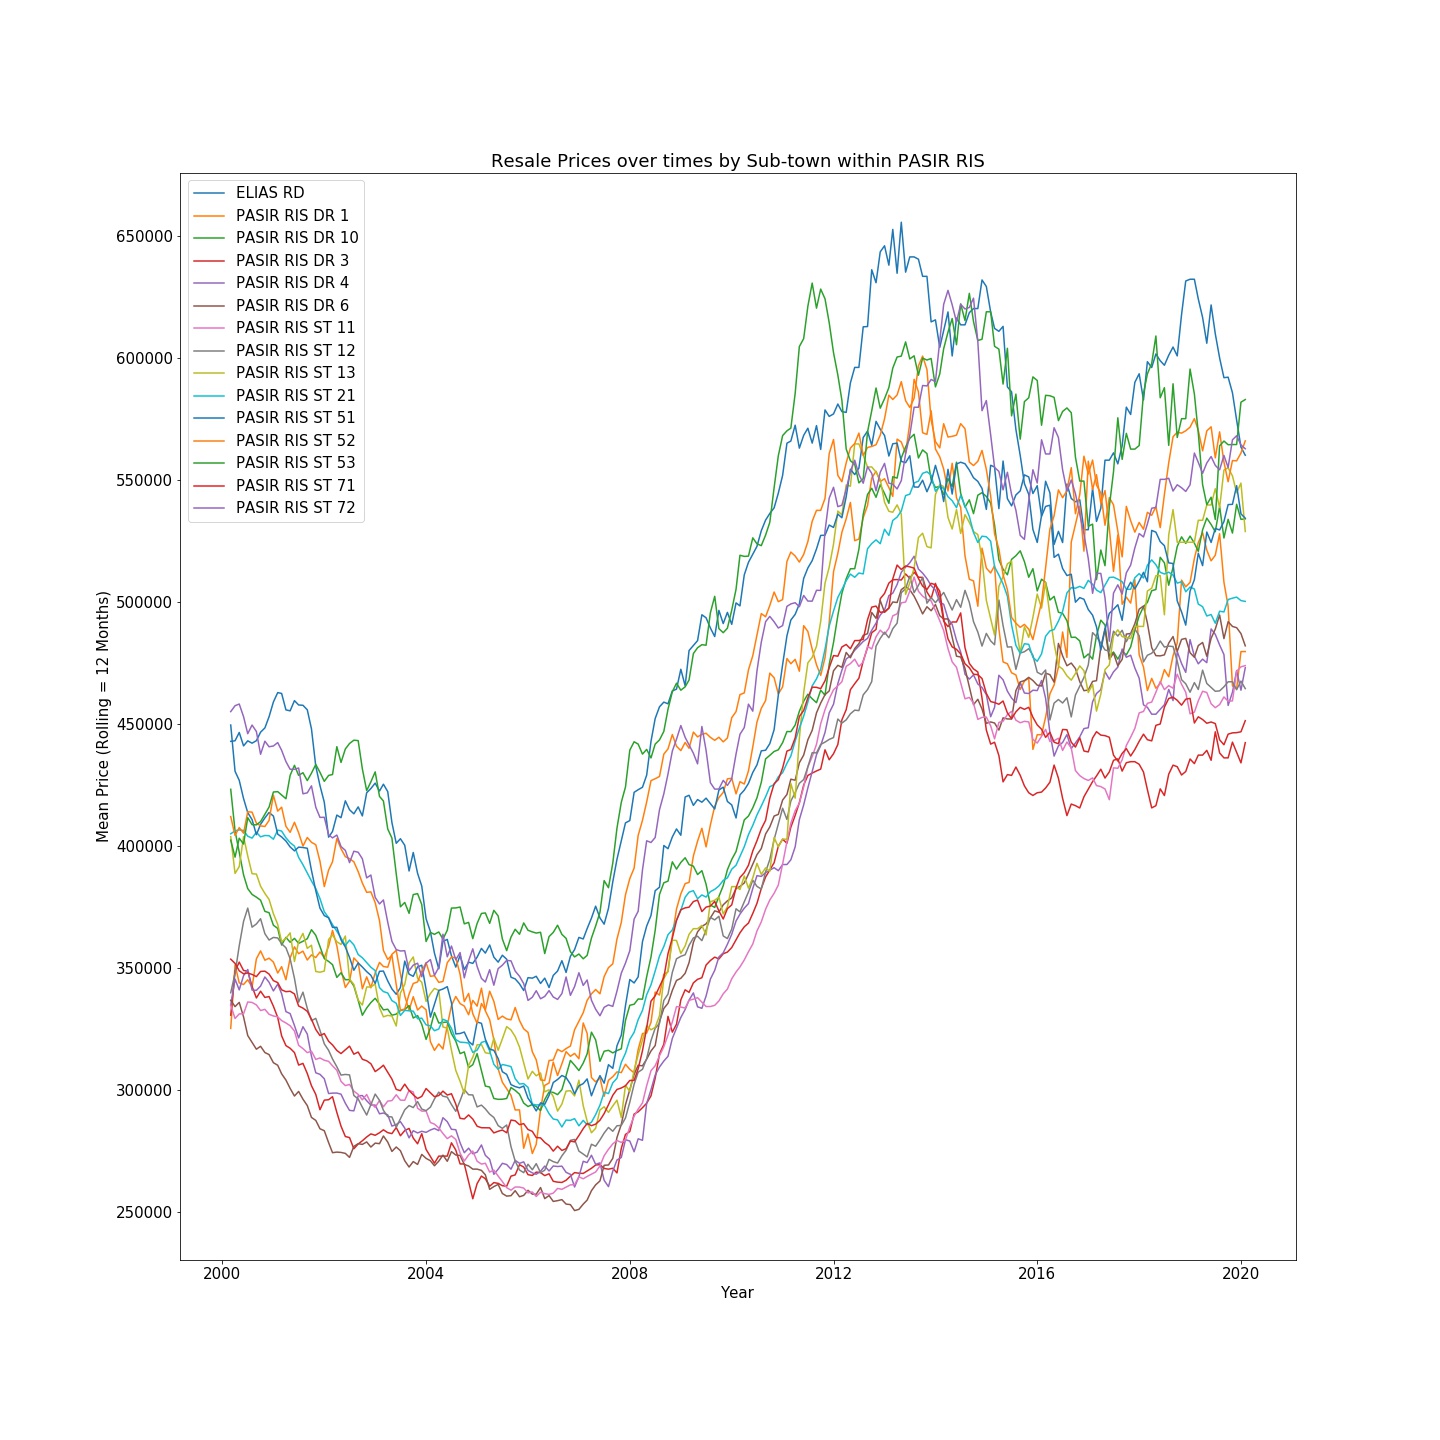 Resale Prices over times by Sub-town within PASIR RIS
ELIAS RD
PASIR RIS DR 1
PASIR RIS DR 10
PASIR RIS DR 3
PASIR RIS DR 4
PASIR RIS DR 6
PASIR RIS ST 11
PASIR RIS ST 12
PASIR RIS ST 13
PASIR RIS ST 21
PASIR RIS ST 51
PASIR RIS ST 52
PASIR RIS ST 53
PASIR RIS ST 71
PASIR RIS ST 72
Mean Price (Rolling = 12 Months)
650000
600000
550000
500000
450000
400000
350000
300000
250000
2000 2004 2008 2012 2016 2020
Year